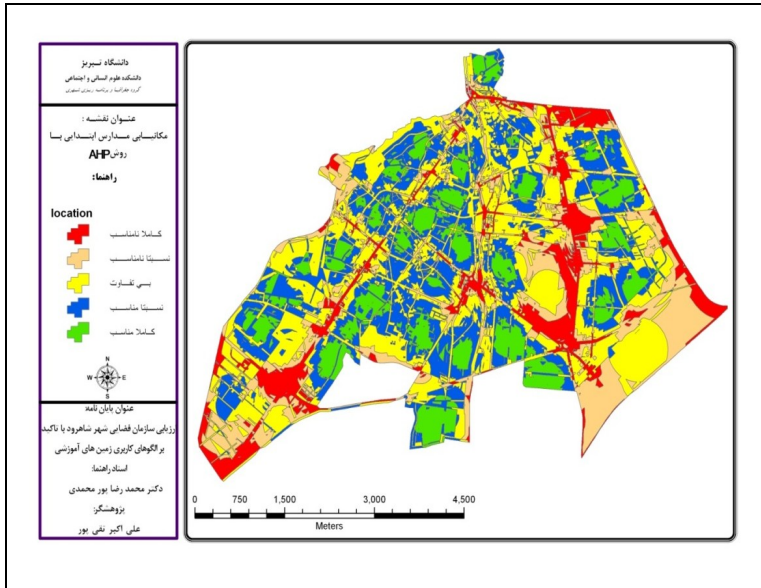 دانشگاه تبریز
دانشکده علوم انسانی و اجتماعی
گروه جغرافیا و برنامه ریزی شهری
عنوان نقشه :
مکانیابی مدارس ابتدایی با
روش AHP
راهنما:
location
کاملا نامناسب
نسبتا نامناسب
بی تفاوت
نسبتا مناسب
کاملا مناسب
N
W E
S
عنوان پایان نامه:
ارزیابی سازمان فضایی شهر شاهرود با تاکید
بر الگوهای کاربری زمین های آموزشی
استاد راهنما:
دکتر محمد رضا پور محمدی
پژوهشگر:
علی اکبر تقی پور
0 750 1,500 3,000 4,500
Meters